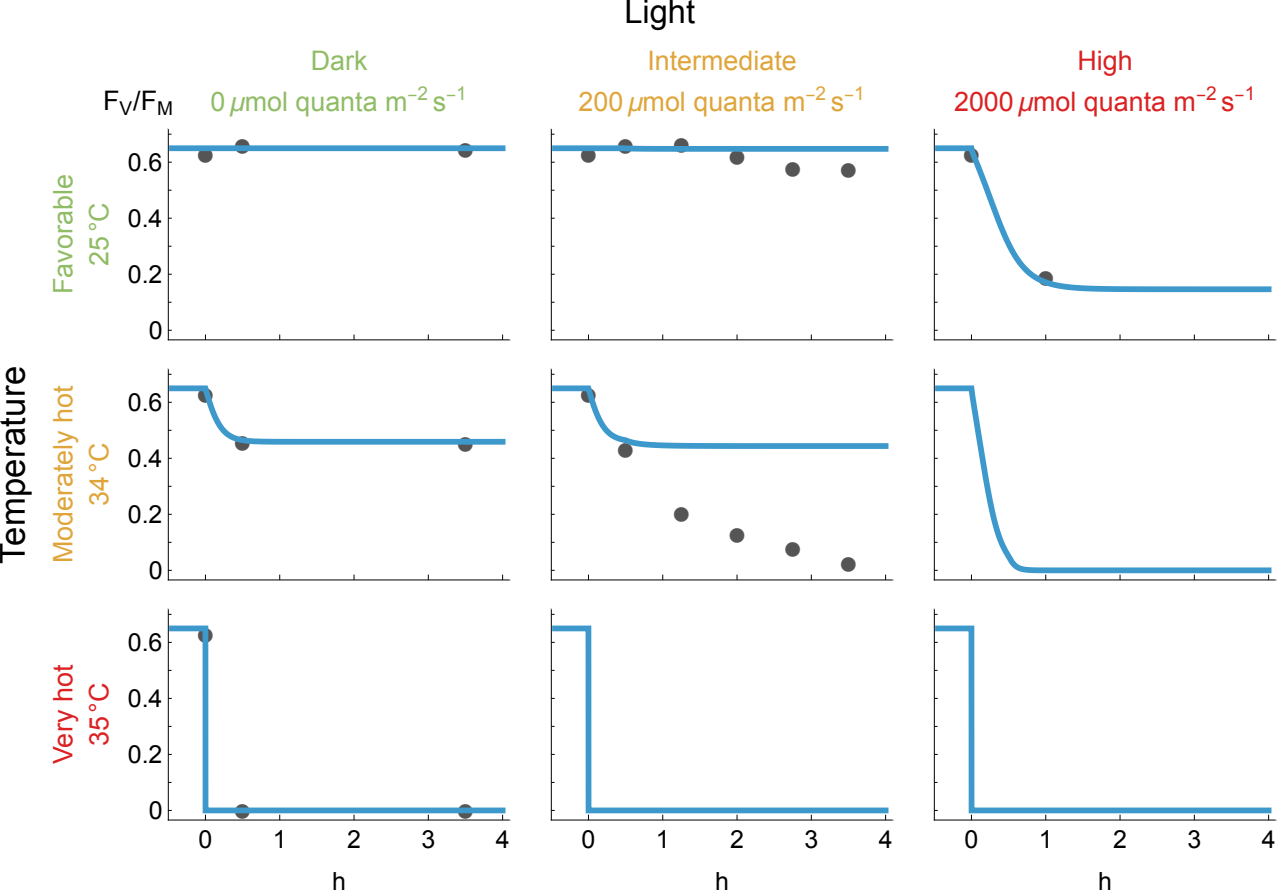 Light
Dark
Intermediate
High
F_V/F_M
0 µmol quanta m⁻² s⁻¹
200 µmol quanta m⁻² s⁻¹
2000 µmol quanta m⁻² s⁻¹
Temperature
Favorable
25 °C
0.6
0.4
0.2
0
Moderately hot
34 °C
0.6
0.4
0.2
0
Very hot
35 °C
0.6
0.4
0.2
0
0 1 2 3 4
0 1 2 3 4
0 1 2 3 4
h
h
h